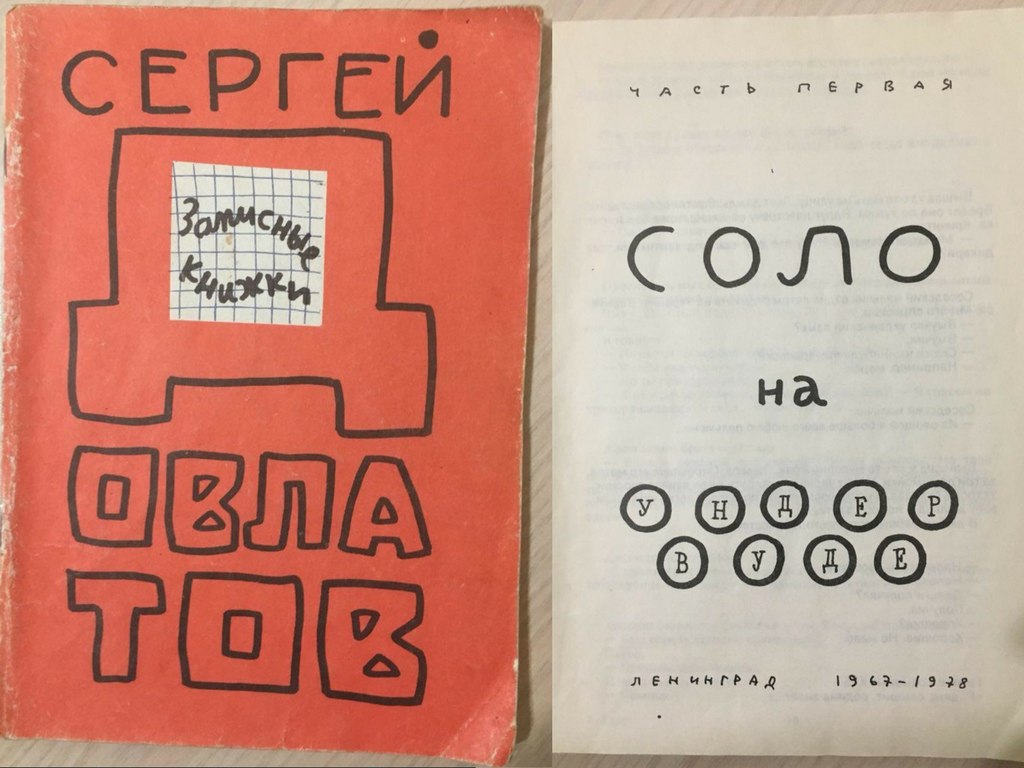 СЕРГЕЙ
Записные
книжки
Д
ОВЛА
ТОВ
ЧАСТЬ ПЕРВАЯ
СОЛО
на
УНДЕР
ВУДЕ
ЛЕНИНГРАД 1967-1978